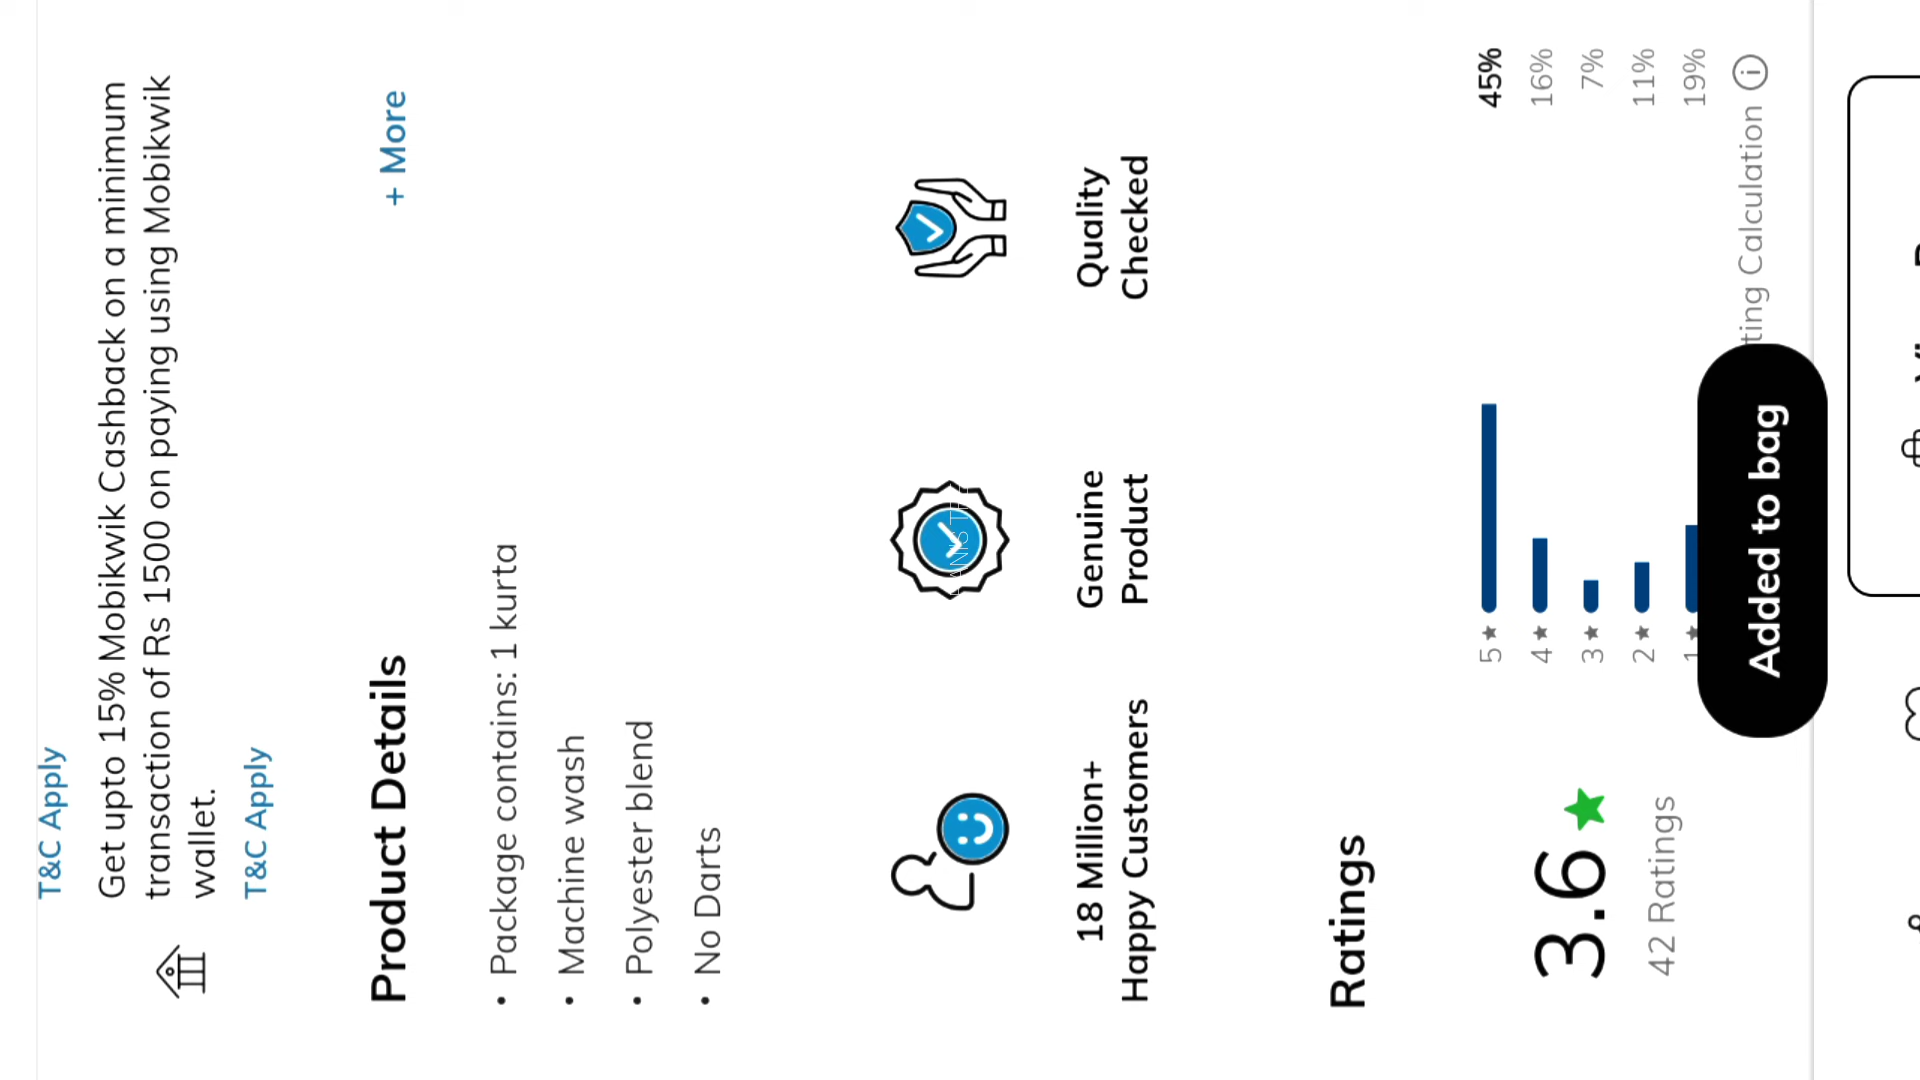 T&C Apply
Get upto 15% Mobikwik Cashback on a minimum
transaction of Rs 1500 on paying using Mobikwik
wallet.
T&C Apply
Product Details
+ More
• Package contains: 1 kurta
• Machine wash
• Polyester blend
• No Darts
18 Million+
Happy Customers
Genuine
Product
Quality
Checked
Ratings
3.6
42 Ratings
5 45%
4 16%
3 7%
2 11%
1 19%
Calculation
Added to bag